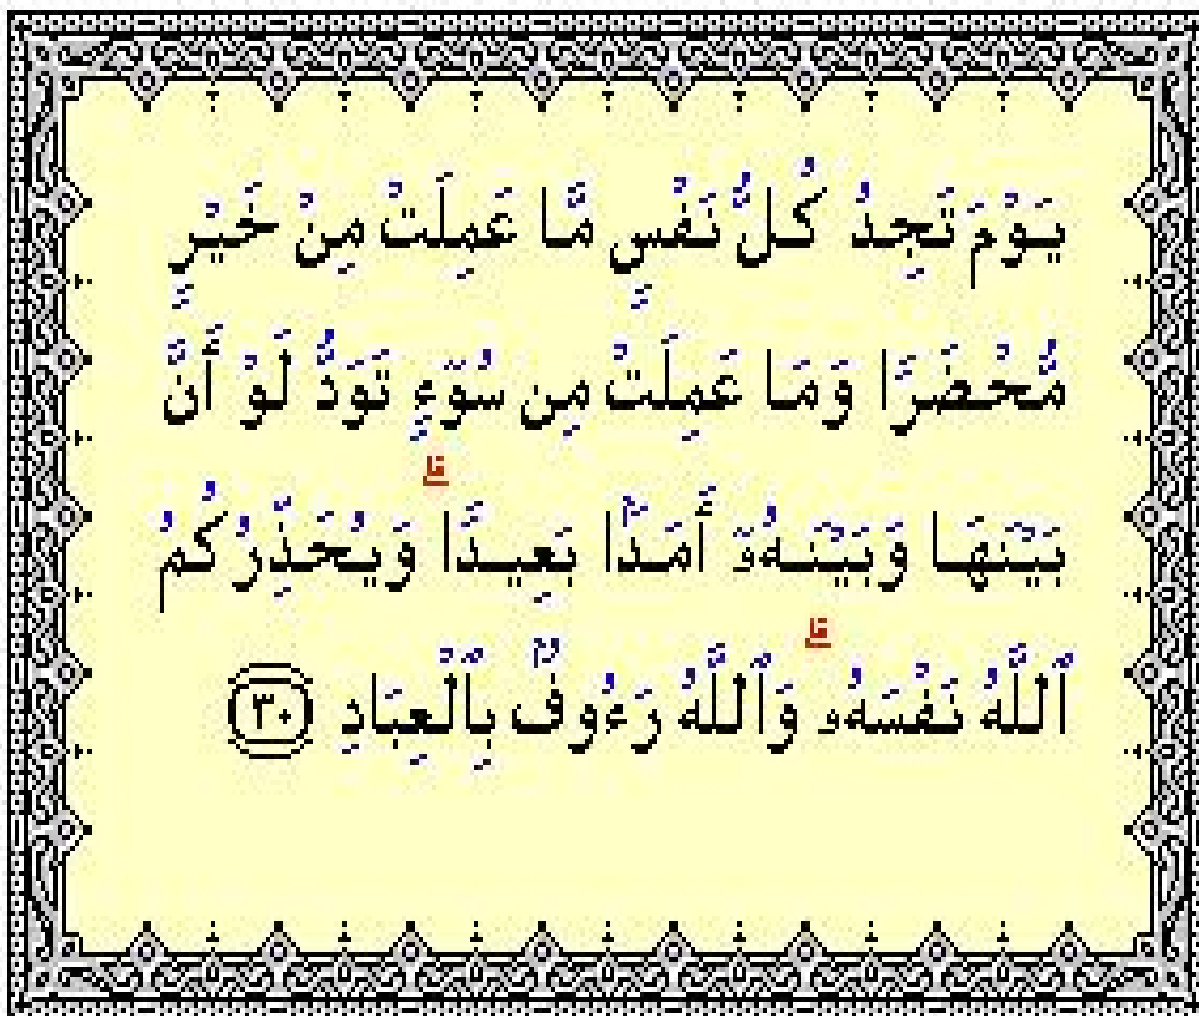 يَوْمَ تَجِدُ كُلُّ نَفْسٍ مَّا عَمِلَتْ مِنْ خَيْرٍ
مُّحْضَرًا وَمَا عَمِلَتْ مِن سُوٓءٍ تَوَدُّ لَوْ أَنَّ
بَيْنَهَا وَبَيْنَهُۥٓ أَمَدًۢا بَعِيدًا ۗ وَيُحَذِّرُكُمُ
ٱللَّهُ نَفْسَهُۥ ۗ وَٱللَّهُ رَءُوفٌۢ بِٱلْعِبَادِ ٣٠